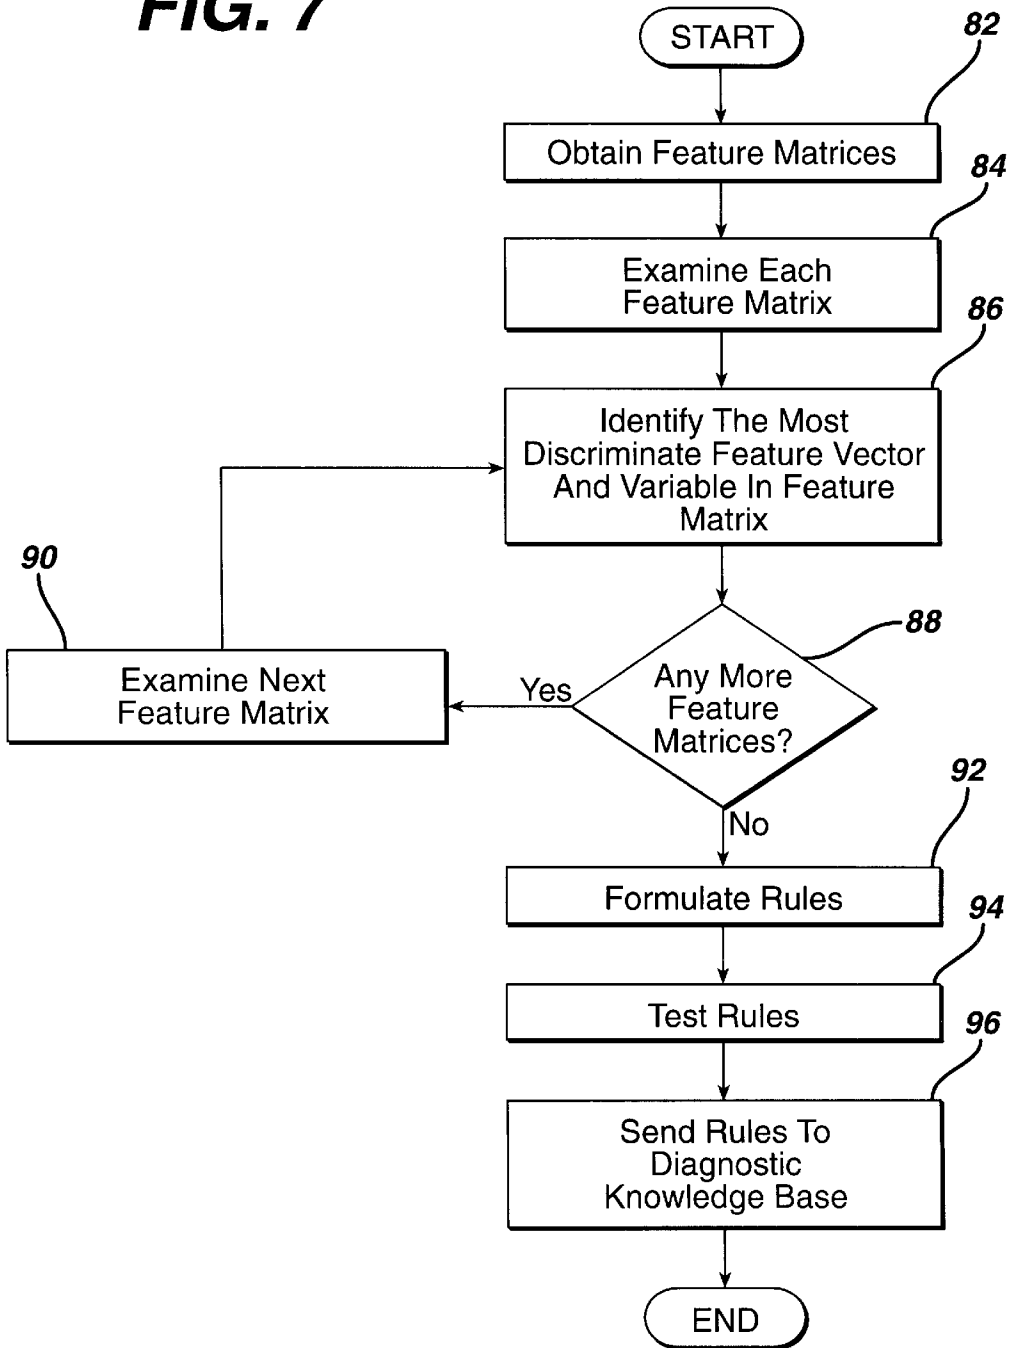 FIG. 7
START
82
Obtain Feature Matrices
84
Examine Each
Feature Matrix
86
Identify The Most
Discriminate Feature Vector
And Variable In Feature
Matrix
90
88
Examine Next
Feature Matrix
Yes
Any More
Feature
Matrices?
No
92
Formulate Rules
94
Test Rules
96
Send Rules To
Diagnostic
Knowledge Base
END